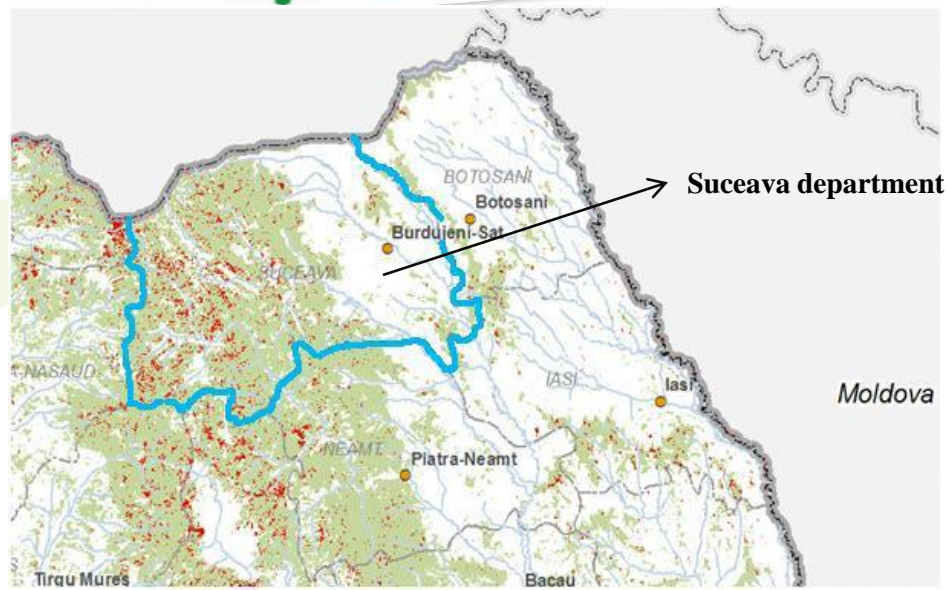 BOTOSANI
Suceava department
Botosani
Burdujeni-Sat
SUCEAVA
A-NASAUD
IASI
Iasi
Moldova
NEAMT
Piatra-Neamt
Tirgu Mures
Bacau